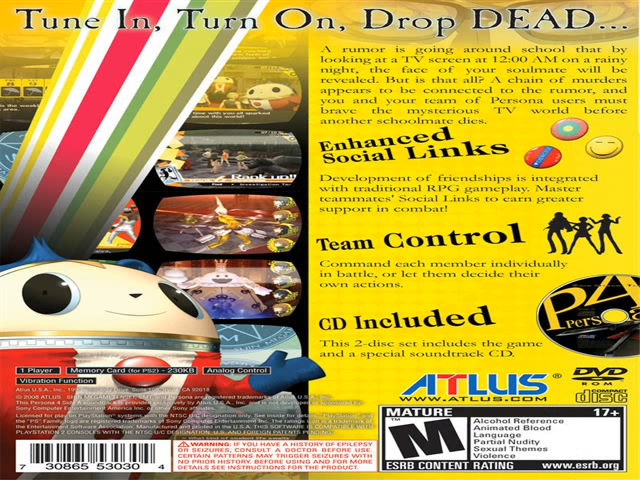 Tune In, Turn On, Drop DEAD...
A rumor is going around school that by
looking at a TV screen at 12:00 AM on a rainy
night, the face of your soulmate will be
revealed. But is that all? A chain of murders
appears to be connected to the rumor, and
you and your team of Persona users must
brave the mysterious TV world before
another schoolmate dies.
Enhanced
Social Links
Development of friendships is integrated
with traditional RPG gameplay. Master
teammates' Social Links to earn greater
support in combat!
Team Control
Command each member individually
in battle, or let them decide their
own actions.
CD Included
This 2-disc set includes the game
and a special soundtrack CD.
P4
Perso
Rank up!!
1 Player
Memory Card (for PS2) - 230KB
Analog Control
Vibration Function
ATLUS®
WWW.ATLUS.COM
DVD
ROM
COMPACT
disc
MATURE 17+
M
Alcohol Reference
Animated Blood
Language
Partial Nudity
Sexual Themes
Violence
ESRB CONTENT RATING www.esrb.org
WARNING: IF YOU HAVE A HISTORY OF EPILEPSY
OR SEIZURES, CONSULT A DOCTOR BEFORE USE.
CERTAIN PATTERNS MAY TRIGGER SEIZURES WITH
NO PRIOR HISTORY. BEFORE USING AND FOR MORE
DETAILS SEE INSTRUCTIONS FOR THE PRODUCT.
7 30865 53030 4